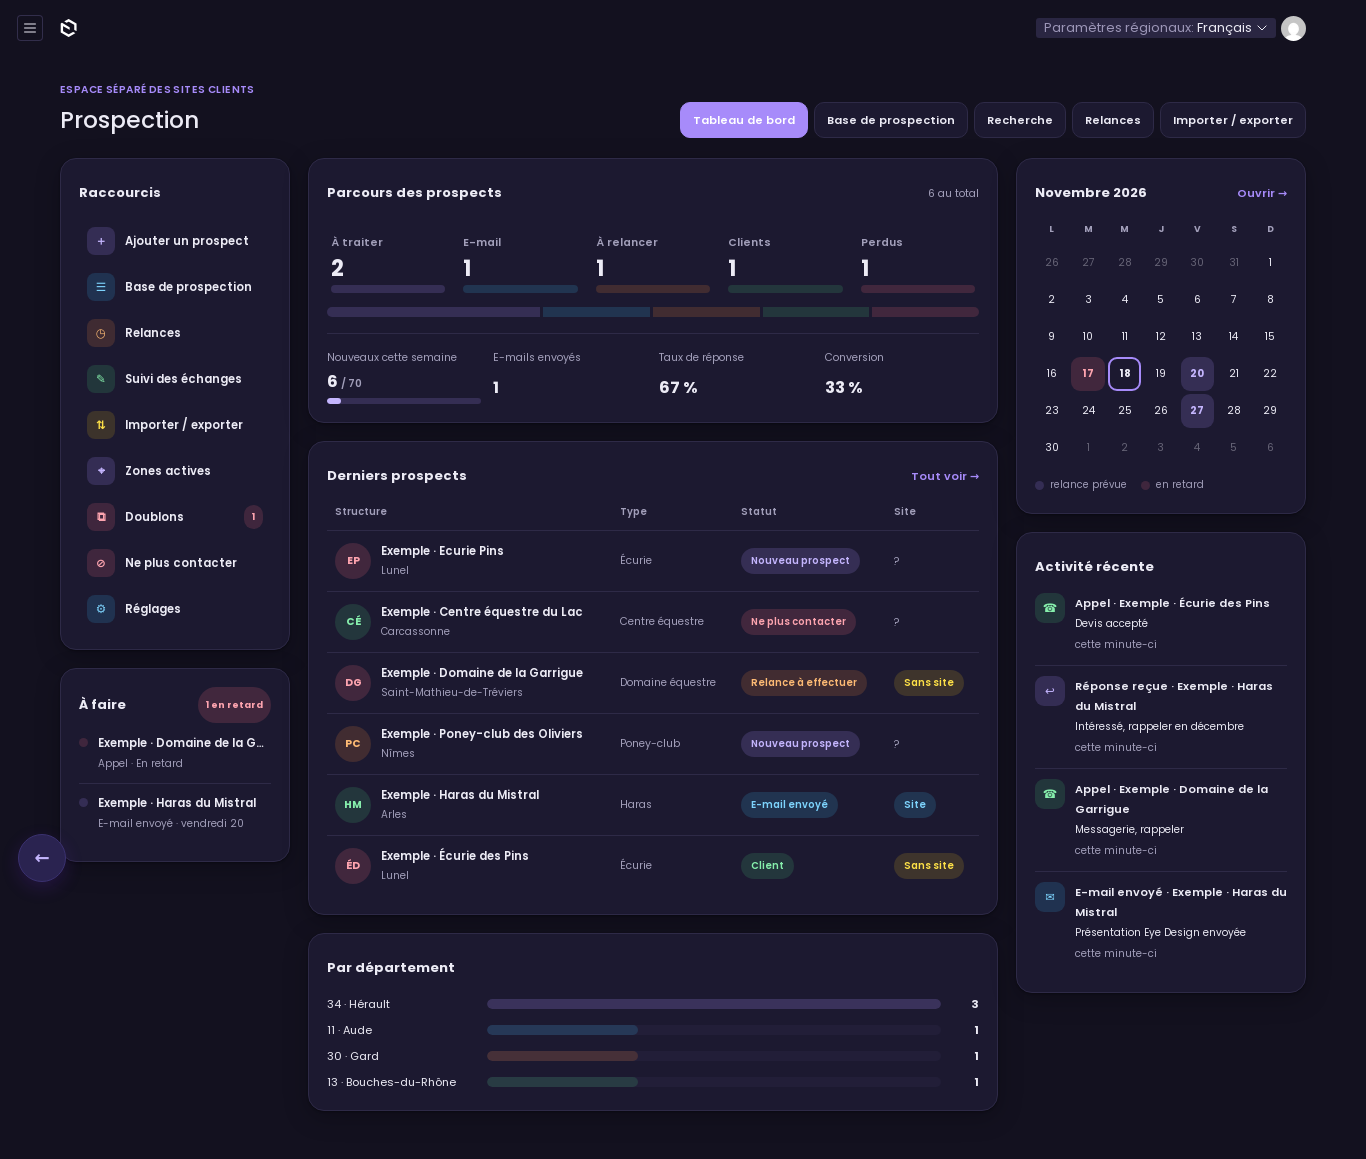 Paramètres régionaux: Français
ESPACE SÉPARÉ DES SITES CLIENTS
Prospection
Tableau de bord
Base de prospection
Recherche
Relances
Importer / exporter
Raccourcis
Ajouter un prospect
Base de prospection
Relances
Suivi des échanges
Importer / exporter
Zones actives
Doublons 1
Ne plus contacter
Réglages
À faire 1 en retard
Exemple · Domaine de la G…
Appel · En retard
Exemple · Haras du Mistral
E-mail envoyé · vendredi 20
Parcours des prospects 6 au total
À traiter E-mail À relancer Clients Perdus
2 1 1 1 1
Nouveaux cette semaine E-mails envoyés Taux de réponse Conversion
6 / 70 1 67 % 33 %
Derniers prospects Tout voir →
Structure Type Statut Site
EP Exemple · Ecurie Pins Écurie Nouveau prospect ?
Lunel
CÉ Exemple · Centre équestre du Lac Centre équestre Ne plus contacter ?
Carcassonne
DG Exemple · Domaine de la Garrigue Domaine équestre Relance à effectuer Sans site
Saint-Mathieu-de-Tréviers
PC Exemple · Poney-club des Oliviers Poney-club Nouveau prospect ?
Nîmes
HM Exemple · Haras du Mistral Haras E-mail envoyé Site
Arles
ÉD Exemple · Écurie des Pins Écurie Client Sans site
Lunel
Par département
34 · Hérault 3
11 · Aude 1
30 · Gard 1
13 · Bouches-du-Rhône 1
Novembre 2026 Ouvrir →
L M M J V S D
26 27 28 29 30 31 1
2 3 4 5 6 7 8
9 10 11 12 13 14 15
16 17 18 19 20 21 22
23 24 25 26 27 28 29
30 1 2 3 4 5 6
relance prévue en retard
Activité récente
Appel · Exemple · Écurie des Pins
Devis accepté
cette minute-ci
Réponse reçue · Exemple · Haras
du Mistral
Intéressé, rappeler en décembre
cette minute-ci
Appel · Exemple · Domaine de la
Garrigue
Messagerie, rappeler
cette minute-ci
E-mail envoyé · Exemple · Haras du
Mistral
Présentation Eye Design envoyée
cette minute-ci